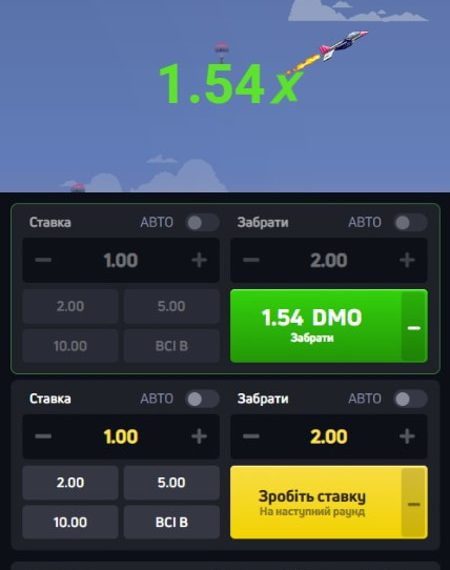 1.54x
Ставка АВТО Забрати АВТО
− 1.00 + − 2.00 +
2.00 5.00
10.00 ВСІ В
1.54 DMO
Забрати
−
Ставка АВТО Забрати АВТО
− 1.00 + − 2.00 +
2.00 5.00
10.00 ВСІ В
Зробіть ставку
На наступний раунд
−